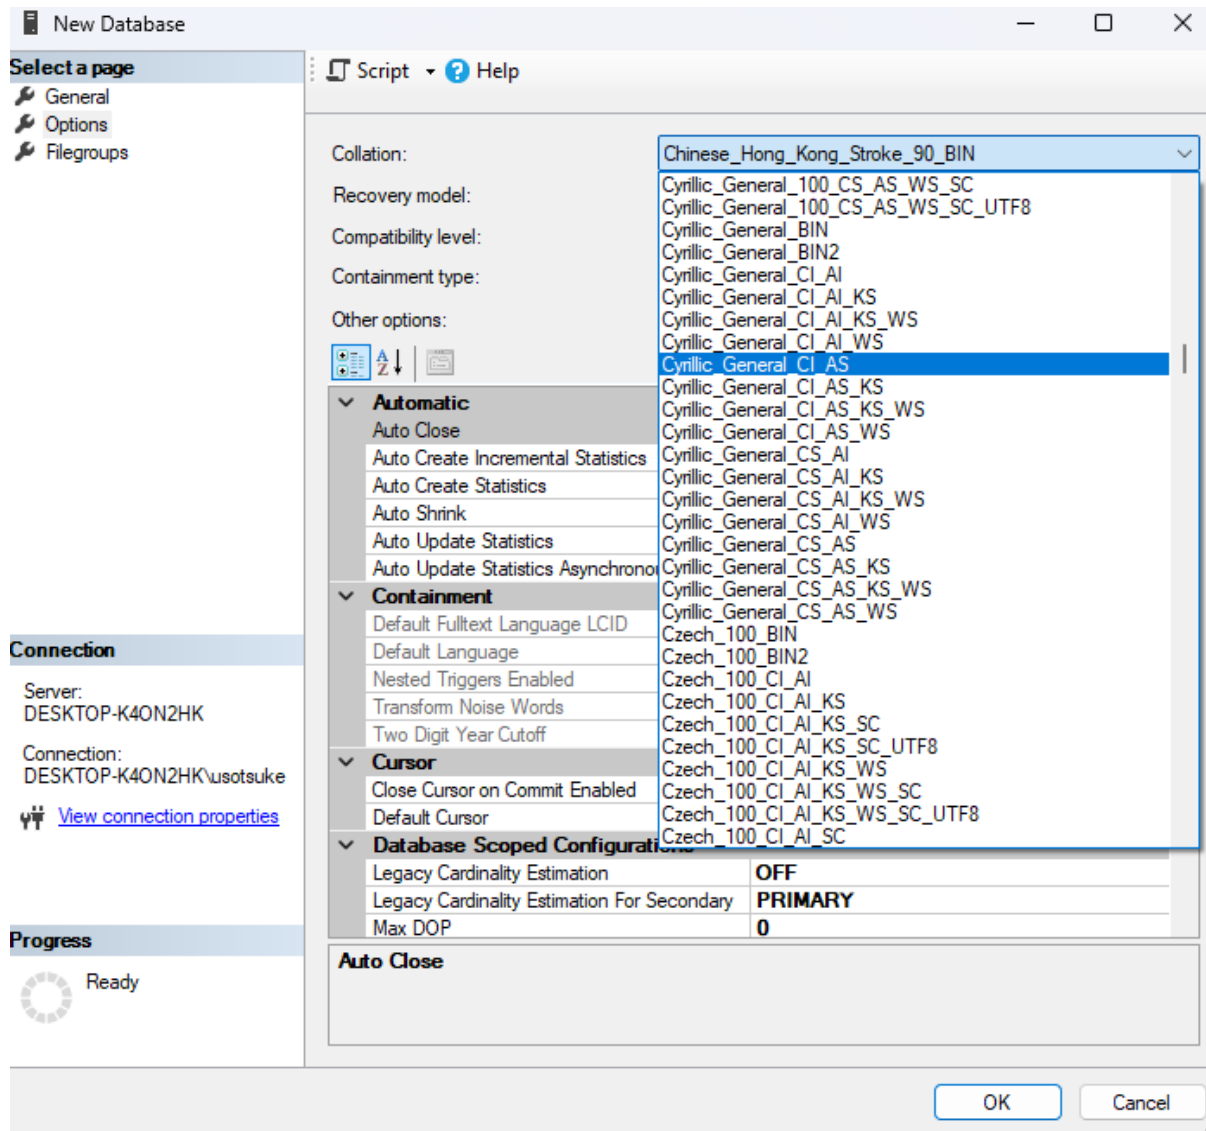 New Database
Select a page
General
Options
Filegroups
Script
Help
Collation:
Chinese_Hong_Kong_Stroke_90_BIN
Recovery model:
Compatibility level:
Containment type:
Other options:
Cyrillic_General_100_CS_AS_WS_SC
Cyrillic_General_100_CS_AS_WS_SC_UTF8
Cyrillic_General_BIN
Cyrillic_General_BIN2
Cyrillic_General_CI_AI
Cyrillic_General_CI_AI_KS
Cyrillic_General_CI_AI_KS_WS
Cyrillic_General_CI_AI_WS
Cyrillic_General_CI_AS
Cyrillic_General_CI_AS_KS
Cyrillic_General_CI_AS_KS_WS
Cyrillic_General_CI_AS_WS
Cyrillic_General_CS_AI
Cyrillic_General_CS_AI_KS
Cyrillic_General_CS_AI_KS_WS
Cyrillic_General_CS_AI_WS
Cyrillic_General_CS_AS
Cyrillic_General_CS_AS_KS
Cyrillic_General_CS_AS_KS_WS
Cyrillic_General_CS_AS_WS
Czech_100_BIN
Czech_100_BIN2
Czech_100_CI_AI
Czech_100_CI_AI_KS
Czech_100_CI_AI_KS_SC
Czech_100_CI_AI_KS_SC_UTF8
Czech_100_CI_AI_KS_WS
Czech_100_CI_AI_KS_WS_SC
Czech_100_CI_AI_KS_WS_SC_UTF8
Czech_100_CI_AI_SC
Automatic
Auto Close
Auto Create Incremental Statistics
Auto Create Statistics
Auto Shrink
Auto Update Statistics
Auto Update Statistics Asynchrono
Containment
Default Fulltext Language LCID
Default Language
Nested Triggers Enabled
Transform Noise Words
Two Digit Year Cutoff
Cursor
Close Cursor on Commit Enabled
Default Cursor
Database Scoped Configurations
Legacy Cardinality Estimation OFF
Legacy Cardinality Estimation For Secondary PRIMARY
Max DOP 0
Auto Close
Connection
Server:
DESKTOP-K4ON2HK
Connection:
DESKTOP-K4ON2HK\usotsuke
View connection properties
Progress
Ready
OK
Cancel